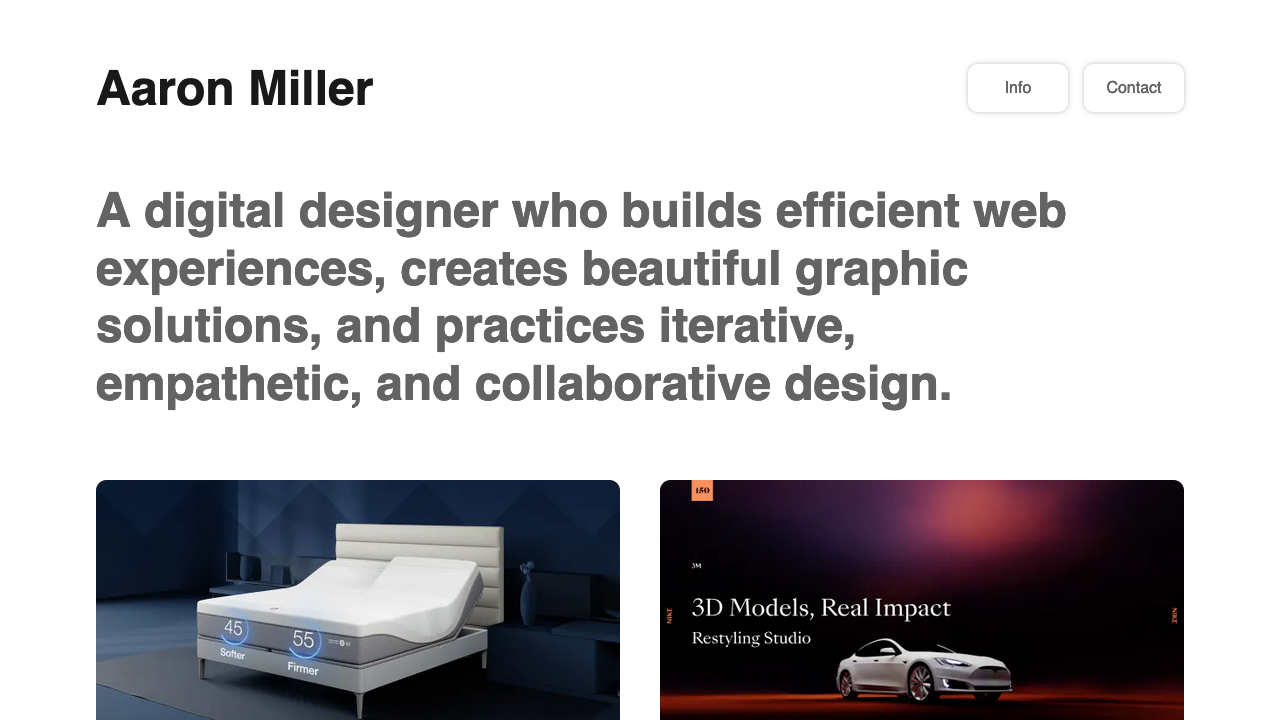 Aaron Miller
Info
Contact
A digital designer who builds efficient web
experiences, creates beautiful graphic
solutions, and practices iterative,
empathetic, and collaborative design.
45
Softer
55
Firmer
150
3M
NIKE
3D Models, Real Impact
Restyling Studio
NIKE